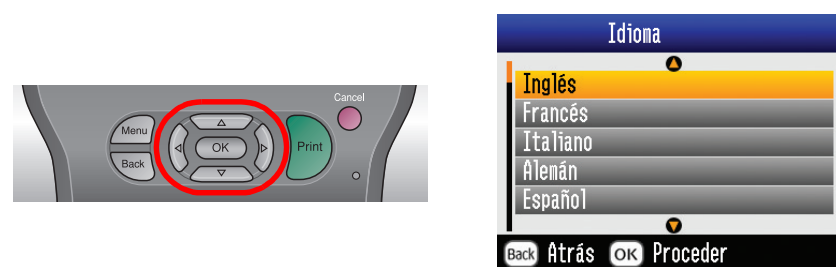 Cancel
Menu
OK
Print
Back
Idioma
Inglés
Francés
Italiano
Alemán
Español
Back Atrás OK Proceder